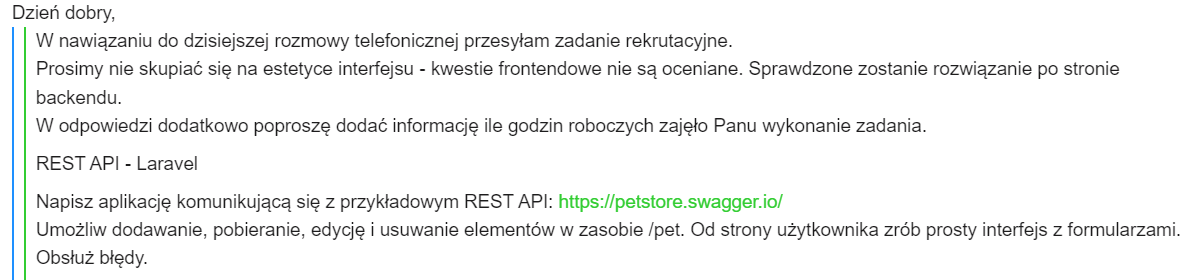 Dzień dobry,
W nawiązaniu do dzisiejszej rozmowy telefonicznej przesyłam zadanie rekrutacyjne.
Prosimy nie skupiać się na estetyce interfejsu - kwestie frontendowe nie są oceniane. Sprawdzone zostanie rozwiązanie po stronie
backendu.
W odpowiedzi dodatkowo poproszę dodać informację ile godzin roboczych zajęło Panu wykonanie zadania.
REST API - Laravel
Napisz aplikację komunikującą się z przykładowym REST API: https://petstore.swagger.io/
Umożliw dodawanie, pobieranie, edycję i usuwanie elementów w zasobie /pet. Od strony użytkownika zrób prosty interfejs z formularzami.
Obsłuż błędy.